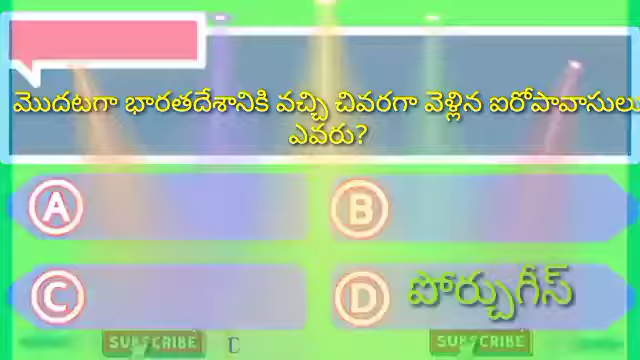 మొదటగా భారతదేశానికి వచ్చి చివరగా వెళ్లిన ఐరోపావాసులు
ఎవరు?
A
B
C
D పోర్చుగీస్
SUBSCRIBE
SUBSCRIBE